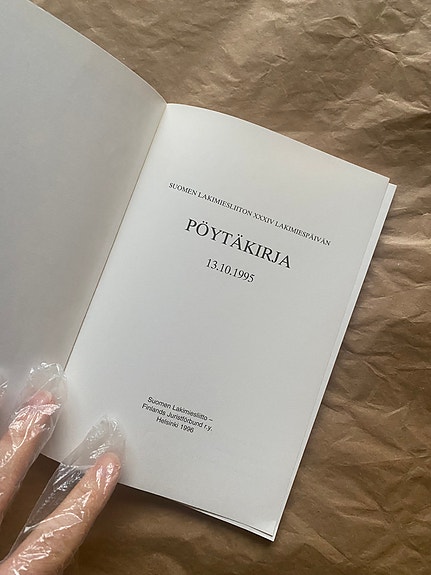 SUOMEN LAKIMIESLIITON XXXIV LAKIMIESPÄIVÄN
PÖYTÄKIRJA
13.10.1995
Suomen Lakimiesliitto –
Finlands Juristförbund r.y.
Helsinki 1996